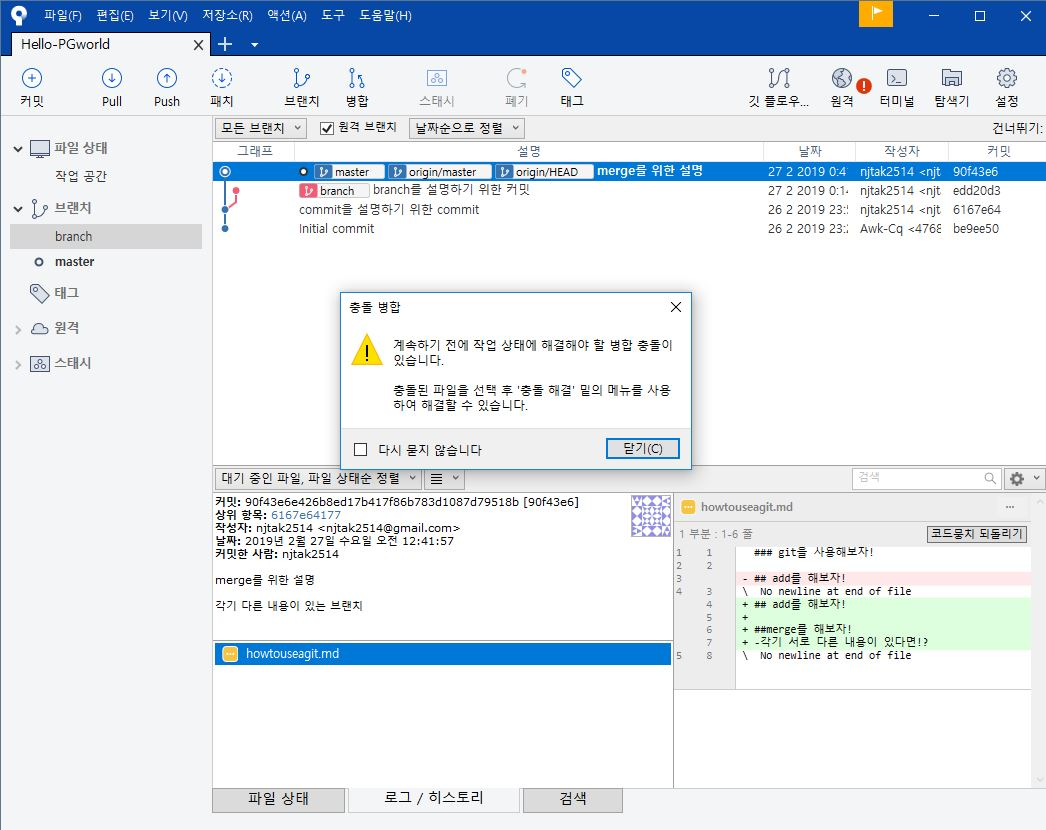 파일(F) 편집(E) 보기(V) 저장소(R) 액션(A) 도구 도움말(H)
Hello-PGworld
커밋 Pull Push 패치 브랜치 병합 스태시 폐기 태그 깃 플로우... 원격 터미널 탐색기 설정
파일 상태
작업 공간
브랜치
branch
master
태그
원격
스태시
모든 브랜치 원격 브랜치 날짜순으로 정렬 건너뛰기:
그래프 설명 날짜 작성자 커밋
master origin/master origin/HEAD merge를 위한 설명 27 2 2019 0:4 njtak2514 <njt 90f43e6
branch branch을 설명하기 위한 커밋 27 2 2019 0:14 njtak2514 <njt edd20d3
commit을 설명하기 위한 commit 26 2 2019 23: njtak2514 <njt 6167e64
Initial commit 26 2 2019 23: Awk-Cq <4768 be9ee50
충돌 병합
계속하기 전에 작업 상태에 해결해야 할 병합 충돌이
있습니다.
충돌된 파일을 선택 후 '충돌 해결' 밑의 메뉴를 사용
하여 해결할 수 있습니다.
다시 묻지 않습니다 닫기(C)
대기 중인 파일, 파일 상태순 정렬 검색
커밋: 90f43e6e426b8ed17b417f86b783d1087d79518b [90f43e6]
상위 항목: 6167e64177
작성자: njtak2514 <njtak2514@gmail.com>
날짜: 2019년 2월 27일 수요일 오전 12:41:57
커밋한 사람: njtak2514
merge를 위한 설명
각기 다른 내용이 있는 브랜치
howtouseagit.md
howtouseagit.md
1 부분 : 1-6 줄 코드뭉치 되돌리기
1 1 ### git을 사용해보자!
2 2
3 - ## add를 해보자!
4 3 \ No newline at end of file
4 + ## add를 해보자!
5 +
6 + ##merge를 해보자!
7 + -각기 서로 다른 내용이 있다면!?
5 8 \ No newline at end of file
파일 상태 로그 / 히스토리 검색